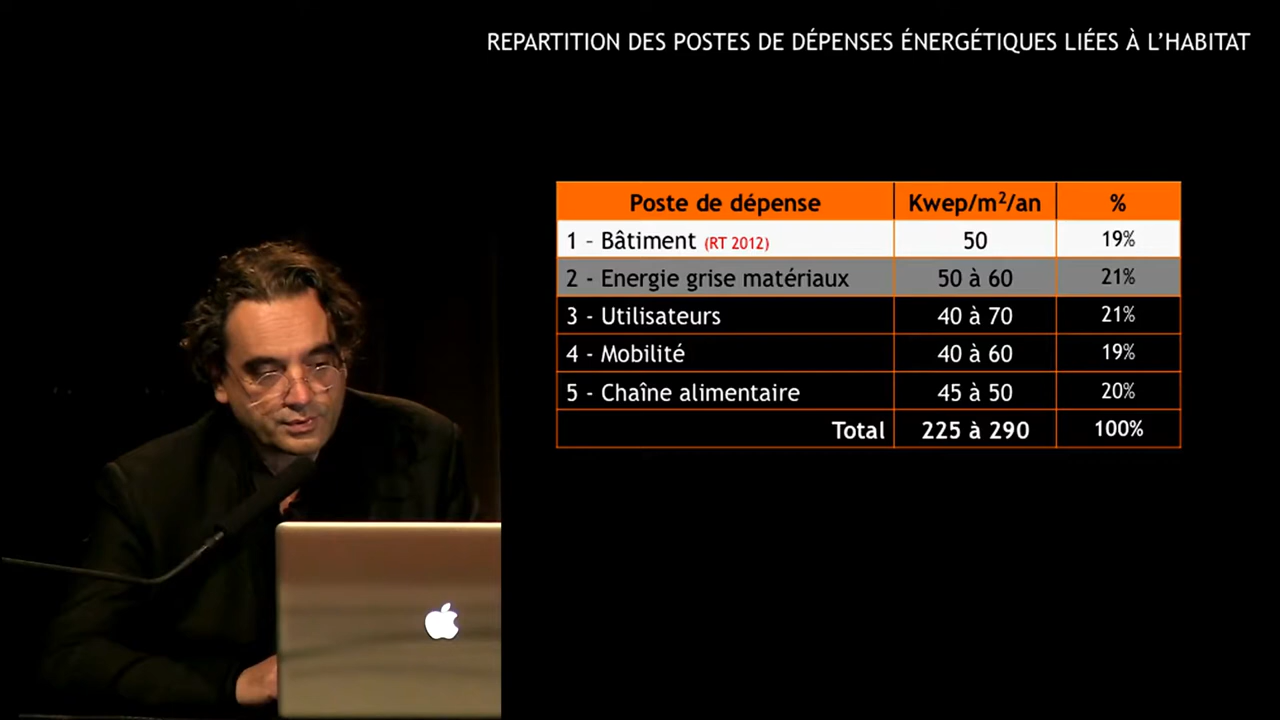 REPARTITION DES POSTES DE DÉPENSES ÉNERGÉTIQUES LIÉES À L'HABITAT
Poste de dépense Kwep/m²/an %
1 – Bâtiment (RT 2012) 50 19%
2 - Energie grise matériaux 50 à 60 21%
3 - Utilisateurs 40 à 70 21%
4 - Mobilité 40 à 60 19%
5 - Chaîne alimentaire 45 à 50 20%
Total 225 à 290 100%